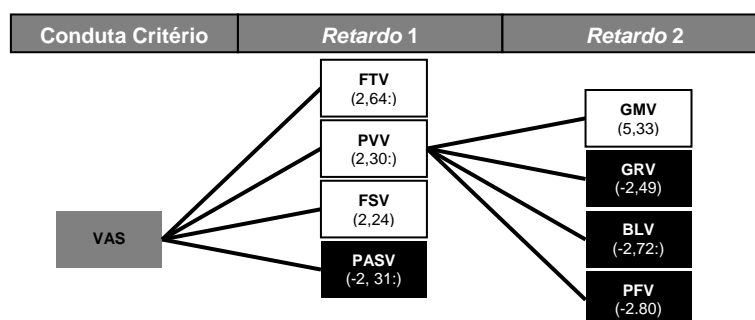 Conduta Critério Retardo 1 Retardo 2
FTV
(2,64:)
PVV
(2,30:)
FSV
(2,24)
PASV
(-2, 31:)
VAS
GMV
(5,33)
GRV
(-2,49)
BLV
(-2,72:)
PFV
(-2.80)